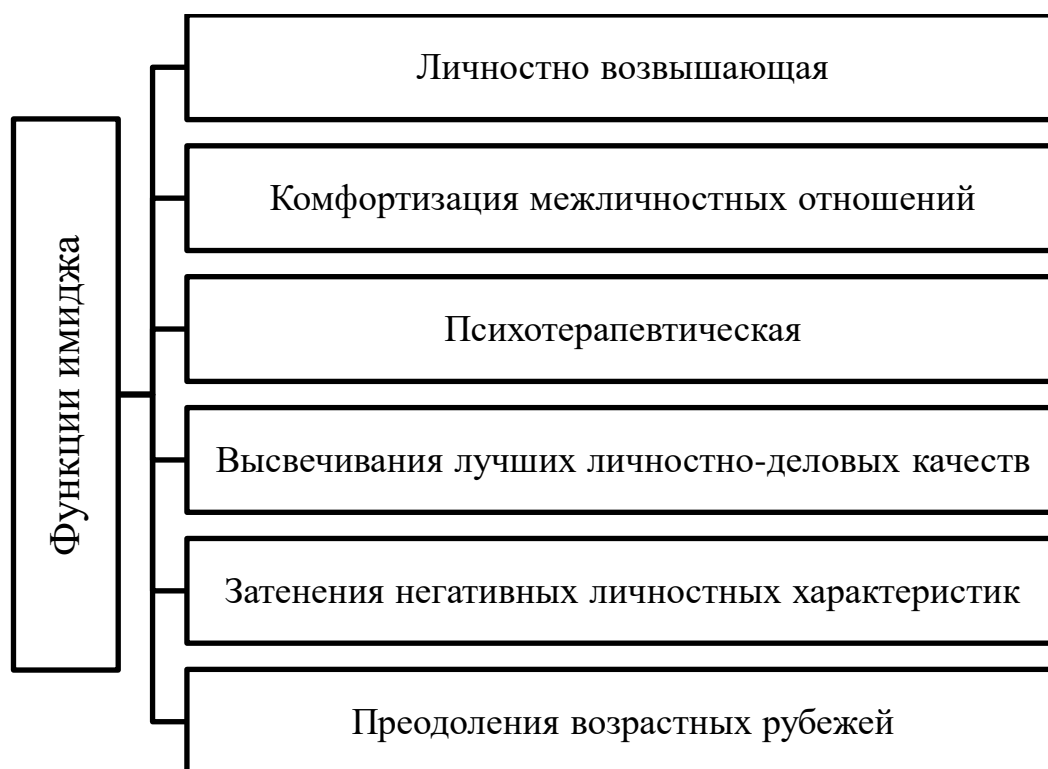 Функции имиджа
Личностно возвышающая
Комфортизация межличностных отношений
Психотерапевтическая
Высвечивания лучших личностно-деловых качеств
Затенения негативных личностных характеристик
Преодоления возрастных рубежей